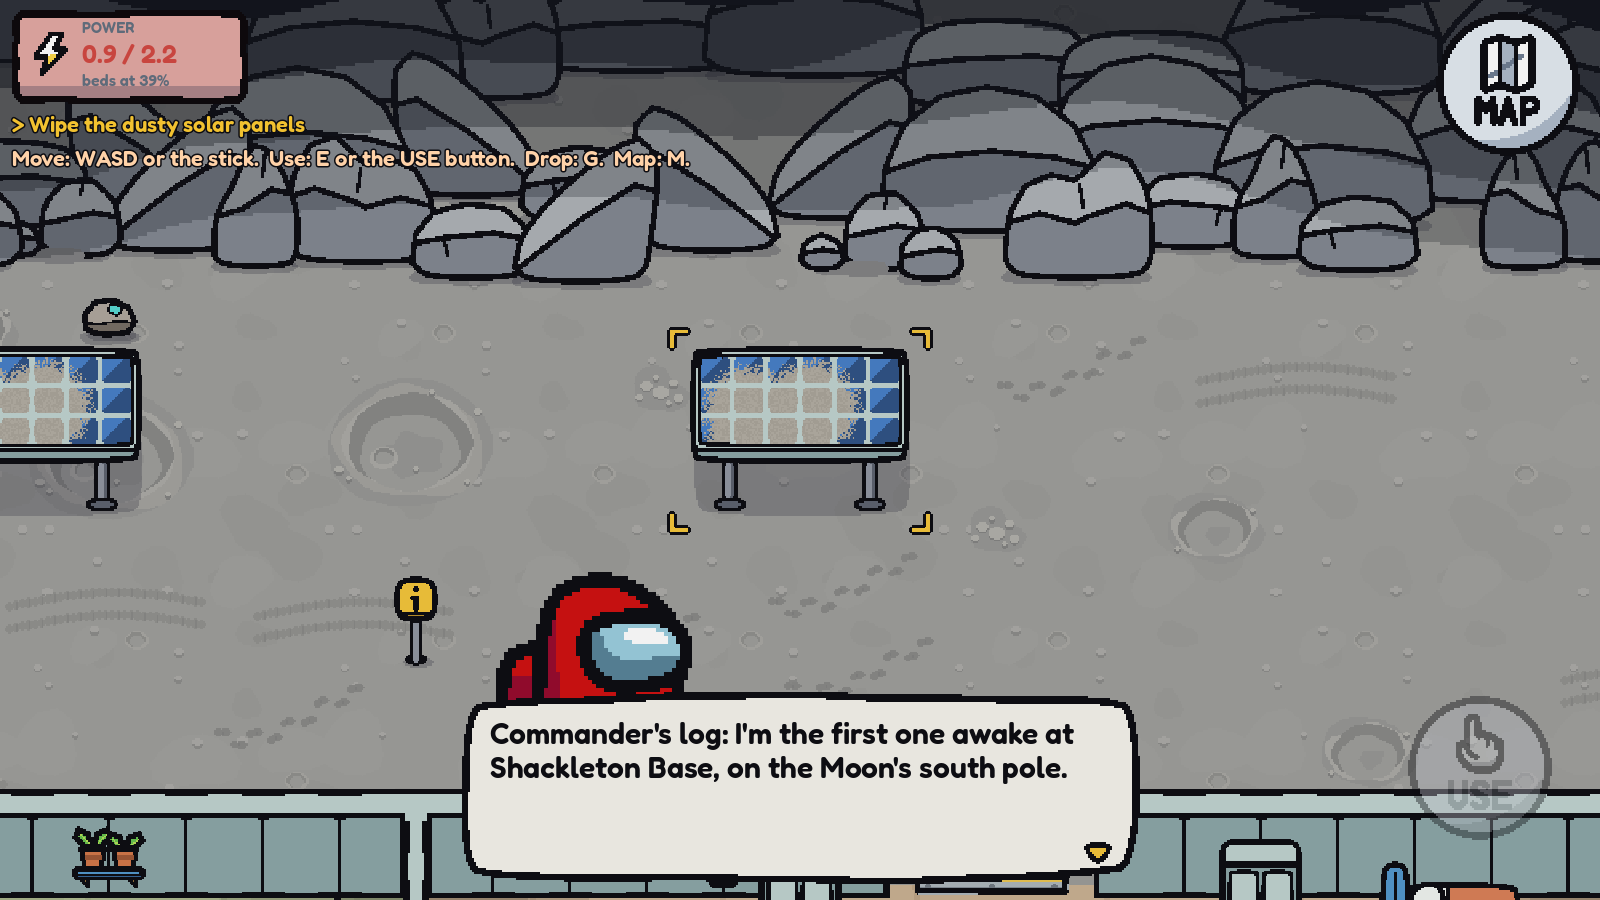 POWER
0.9 / 2.2
beds at 39%
MAP
> Wipe the dusty solar panels
Move: WASD or the stick. Use: E or the USE button. Drop: G. Map: M.
i
Commander's log: I'm the first one awake at
Shackleton Base, on the Moon's south pole.
USE